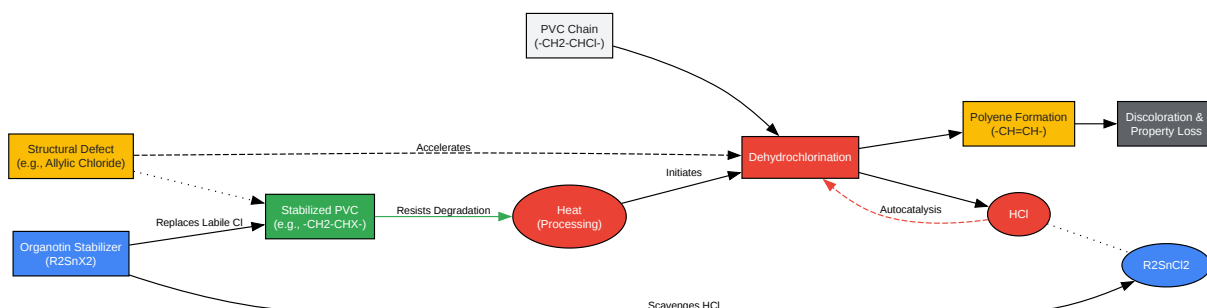 PVC Chain
(-CH2-CHCl-)
Structural Defect
(e.g., Allylic Chloride)
Accelerates
Dehydrochlorination
Polyene Formation
(-CH=CH-)
Discoloration &
Property Loss
Initiates
Stabilized PVC
(e.g., -CH2-CHX-)
Resists Degradation
Heat
(Processing)
Autocatalysis
HCl
Replaces Labile Cl
Organotin Stabilizer
(R2SnX2)
R2SnCl2
Scavenges HCl